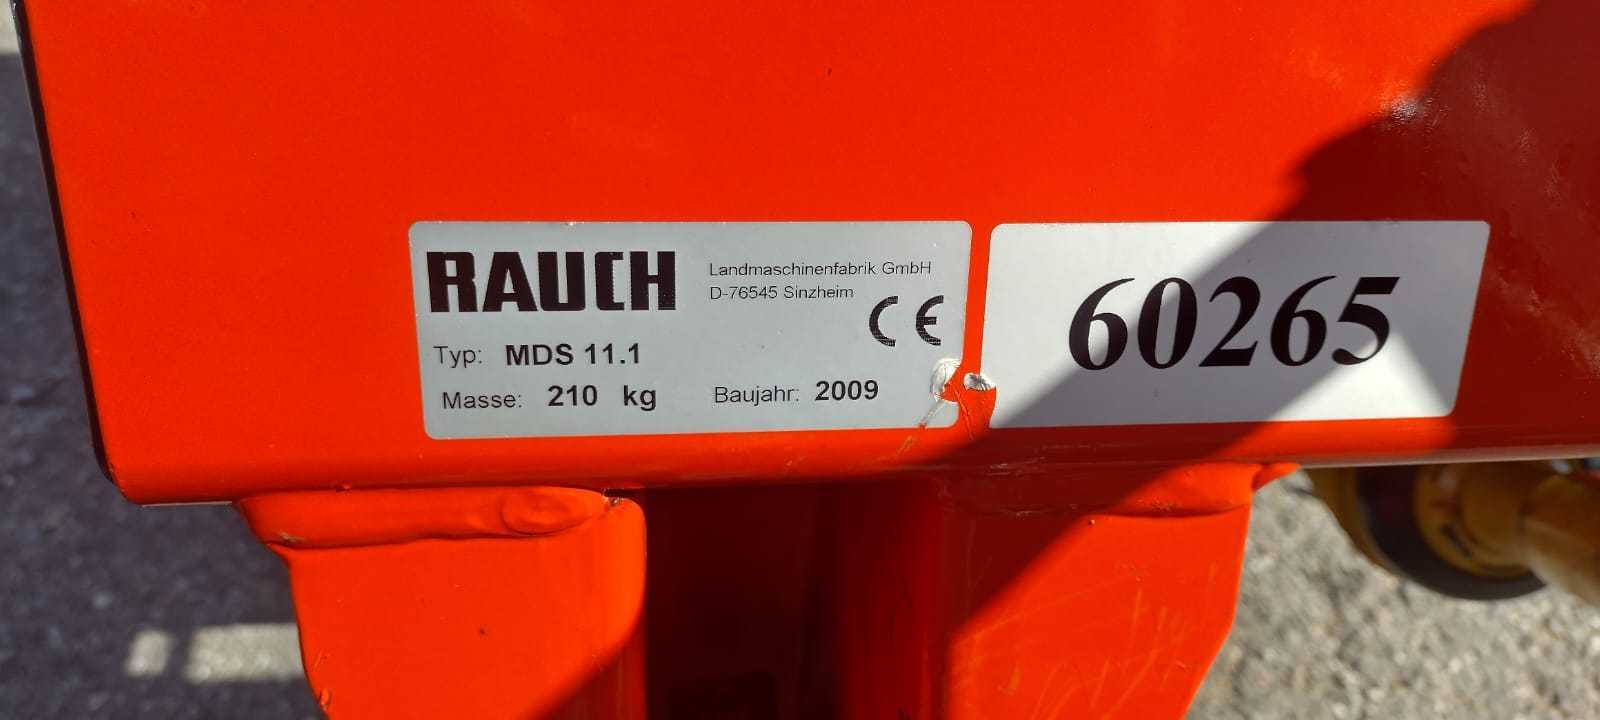 RAUCH
Landmaschinenfabrik GmbH
D-76545 Sinzheim
CE
Typ: MDS 11.1
Masse: 210 kg Baujahr: 2009
60265